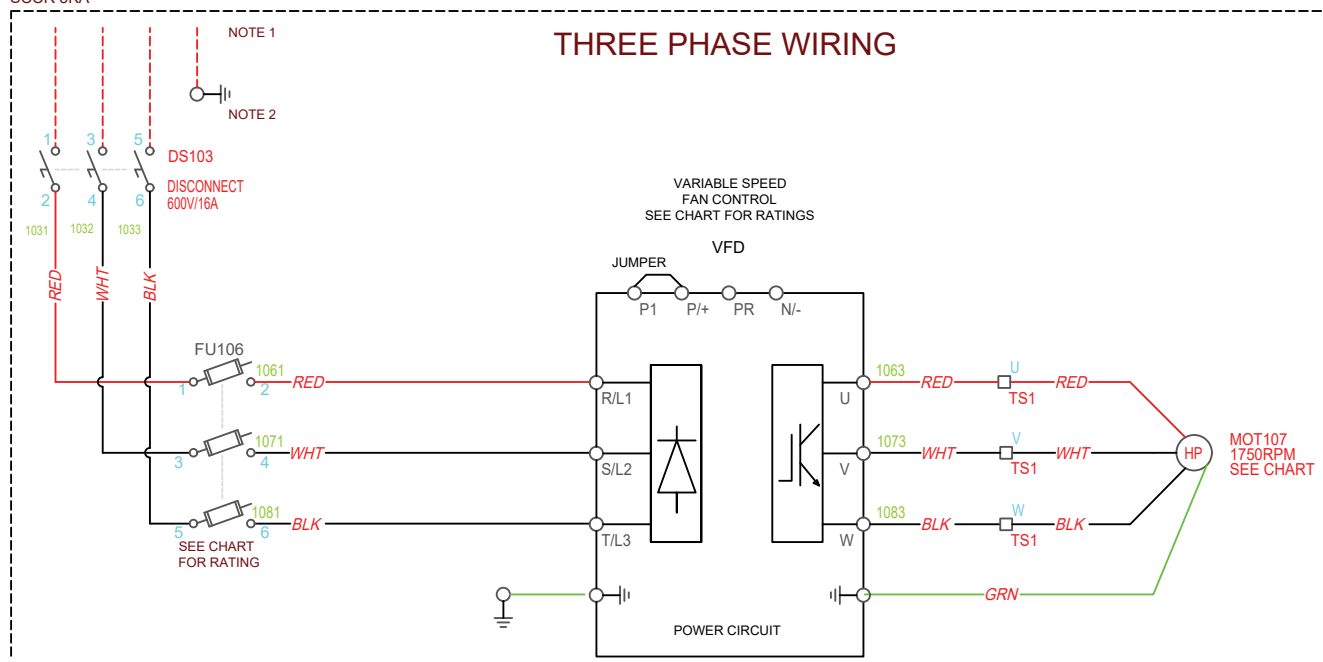 THREE PHASE WIRING
NOTE 1
NOTE 2
1 3 5
DS103
DISCONNECT
600V/16A
2 4 6
1031 1032 1033
RED WHT BLK
VARIABLE SPEED
FAN CONTROL
SEE CHART FOR RATINGS
VFD
JUMPER
P1 P/+ PR N/-
FU106
1061
1 2 RED
R/L1
1071
3 4 WHT
S/L2
1081
5 6 BLK
T/L3
SEE CHART
FOR RATING
1063
U RED U RED
TS1
1073
V WHT V WHT
TS1
1083
W BLK W BLK
TS1
HP
MOT107
1750RPM
SEE CHART
GRN
POWER CIRCUIT